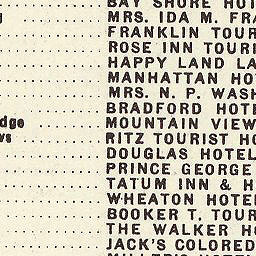 BAY SHORE HOT
MRS. IDA M. FRA
FRANKLIN TOUR
ROSE INN TOURI
HAPPY LAND LA
MANHATTAN HO
MRS. N. P. WASH
BRADFORD HOTE
dge MOUNTAIN VIEW
ws RITZ TOURIST HO
DOUGLAS HOTEL
PRINCE GEORGE
TATUM INN & H
WHEATON HOTE
BOOKER T. TOUR
THE WALKER HO
JACK'S COLORED